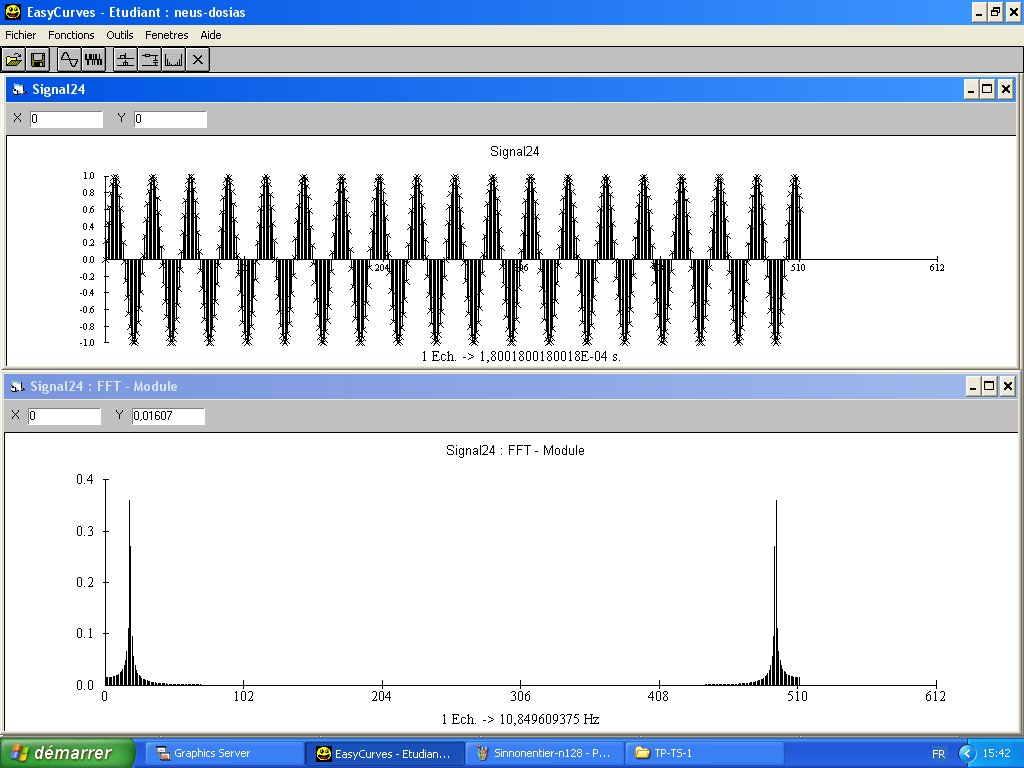 EasyCurves - Etudiant : neus-dosias
Fichier Fonctions Outils Fenetres Aide
Signal24
X 0 Y 0
Signal24
1.0
0.8
0.6
0.4
0.2
0.0
-0.2
-0.4
-0.6
-0.8
-1.0
204 510 612
1 Ech. -> 1,8001800180018E-04 s.
Signal24 : FFT - Module
X 0 Y 0,01607
Signal24 : FFT - Module
0.4
0.3
0.2
0.1
0.0
0 102 204 306 408 510 612
1 Ech. -> 10,849609375 Hz
démarrer Graphics Server EasyCurves - Etudian... Sinnonentier-n128 - P... TP-TS-1 FR 15:42